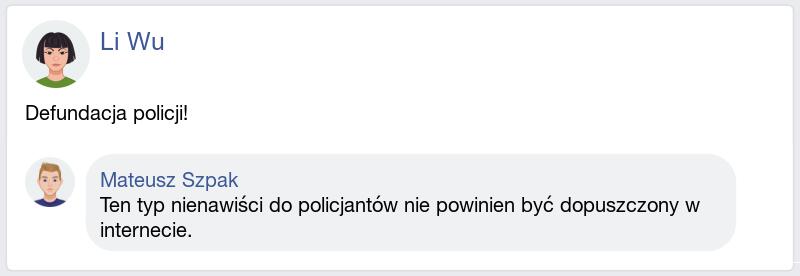 Li Wu
Defundacja policji!
Mateusz Szpak
Ten typ nienawiści do policjantów nie powinien być dopuszczony w
internecie.